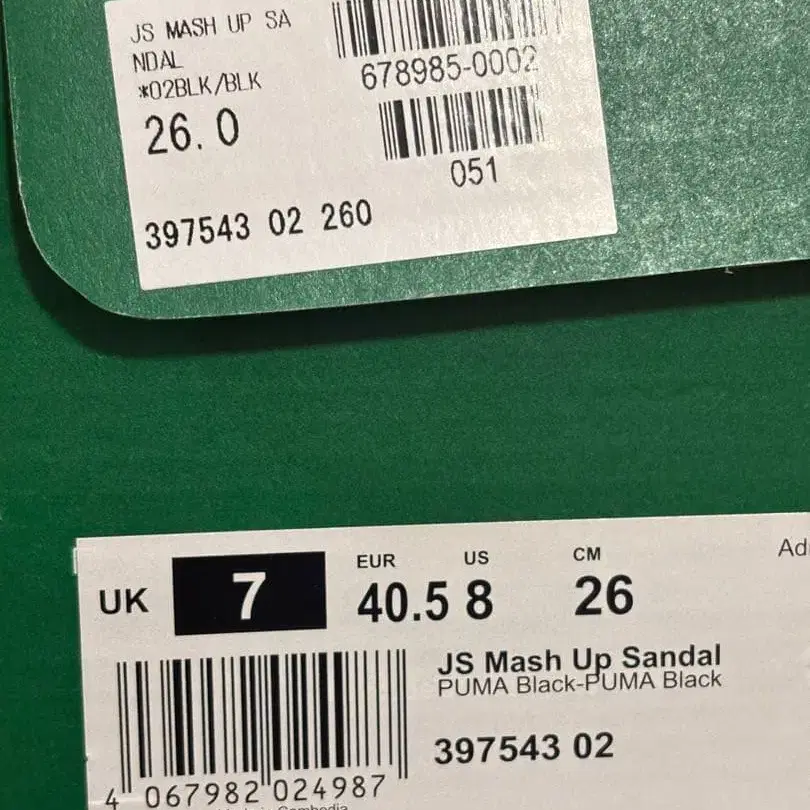 JS MASH UP SA
NDAL
*02BLK/BLK
26.0
678985-0002
051
397543 02 260
UK 7
EUR US CM
40.5 8 26
JS Mash Up Sandal
PUMA Black-PUMA Black
397543 02
4 067982 024987
Cambodia